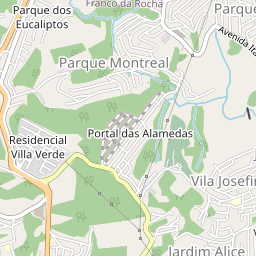 Franco da Rocha
Parque dos
Eucaliptos
Parque
Avenida Ita
Parque Montreal
Portal das Alamedas
Residencial
Villa Verde
Vila Josefin
Jardim Alice